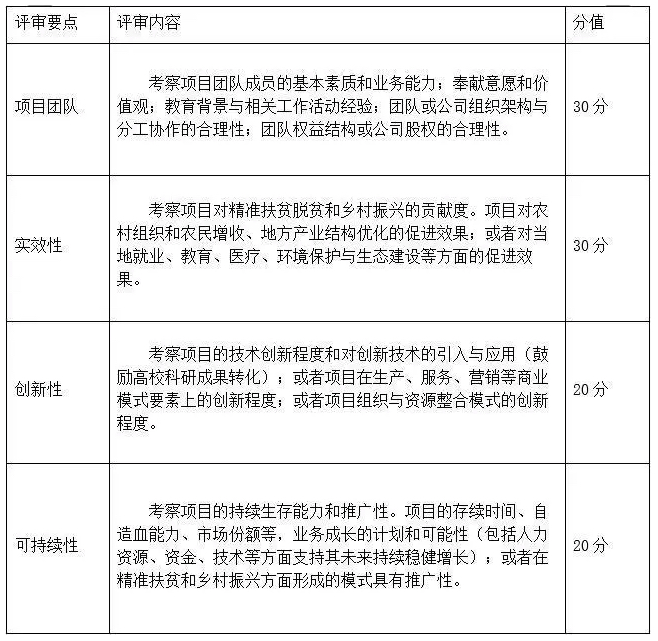 评审要点 评审内容 分值
考察项目团队成员的基本素质和业务能力；奉献意愿和价
值观；教育背景与相关工作活动经验；团队或公司组织架构与
分工协作的合理性；团队权益结构或公司股权的合理性。
项目团队
30分
考察项目对精准扶贫脱贫和乡村振兴的贡献度。项目对农
村组织和农民增收、地方产业结构优化的促进效果；或者对当
地就业、教育、医疗、环境保护与生态建设等方面的促进效
果。
实效性
30分
考察项目的技术创新程度和对创新技术的引入与应用（鼓
励高校科研成果转化）；或者项目在生产、服务、营销等商业
模式要素上的创新程度；或者项目组织与资源整合模式的创新
程度。
创新性
20分
考察项目的持续生存能力和推广性。项目的存续时间、自
造血能力、市场份额等，业务成长的计划和可能性（包括人力
资源、资金、技术等方面支持其未来持续稳健增长）；或者在
精准扶贫和乡村振兴方面形成的模式具有推广性。
可持续性
20分